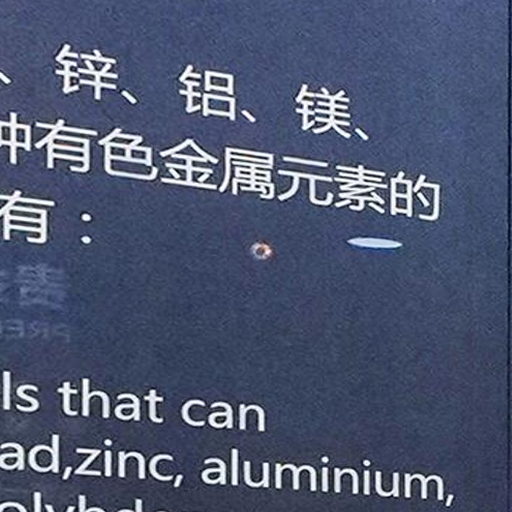 、锌、铝、镁、
种有色金属元素的
有：
ls that can
ad,zinc, aluminium,